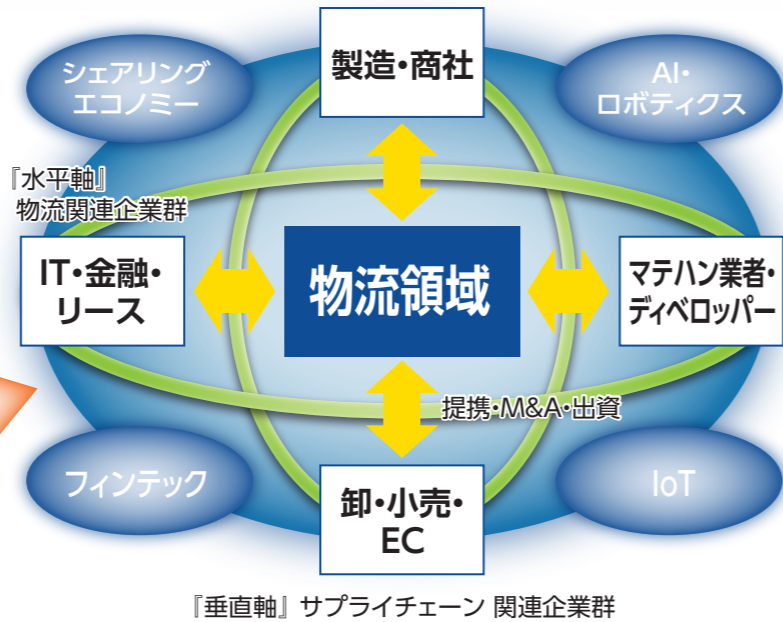 シェアリング
エコノミー
製造・商社
AI・
ロボティクス
『水平軸』
物流関連企業群
IT・金融・
リース
物流領域
マテハン業者・
ディベロッパー
提携・M&A・出資
フィンテック
卸・小売・
EC
IoT
『垂直軸』サプライチェーン 関連企業群